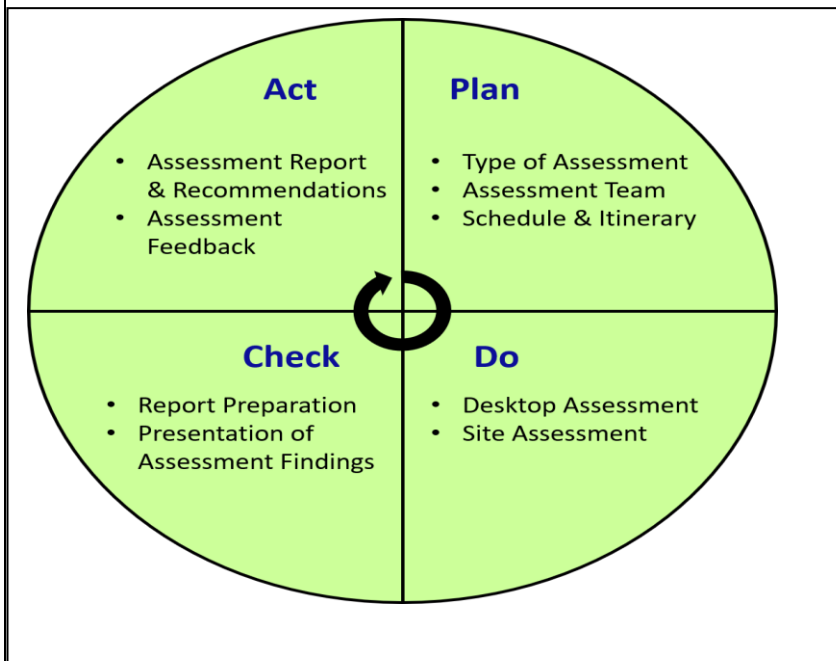 Act
• Assessment Report
& Recommendations
• Assessment
Feedback
Plan
• Type of Assessment
• Assessment Team
• Schedule & Itinerary
Check
• Report Preparation
• Presentation of
Assessment Findings
Do
• Desktop Assessment
• Site Assessment